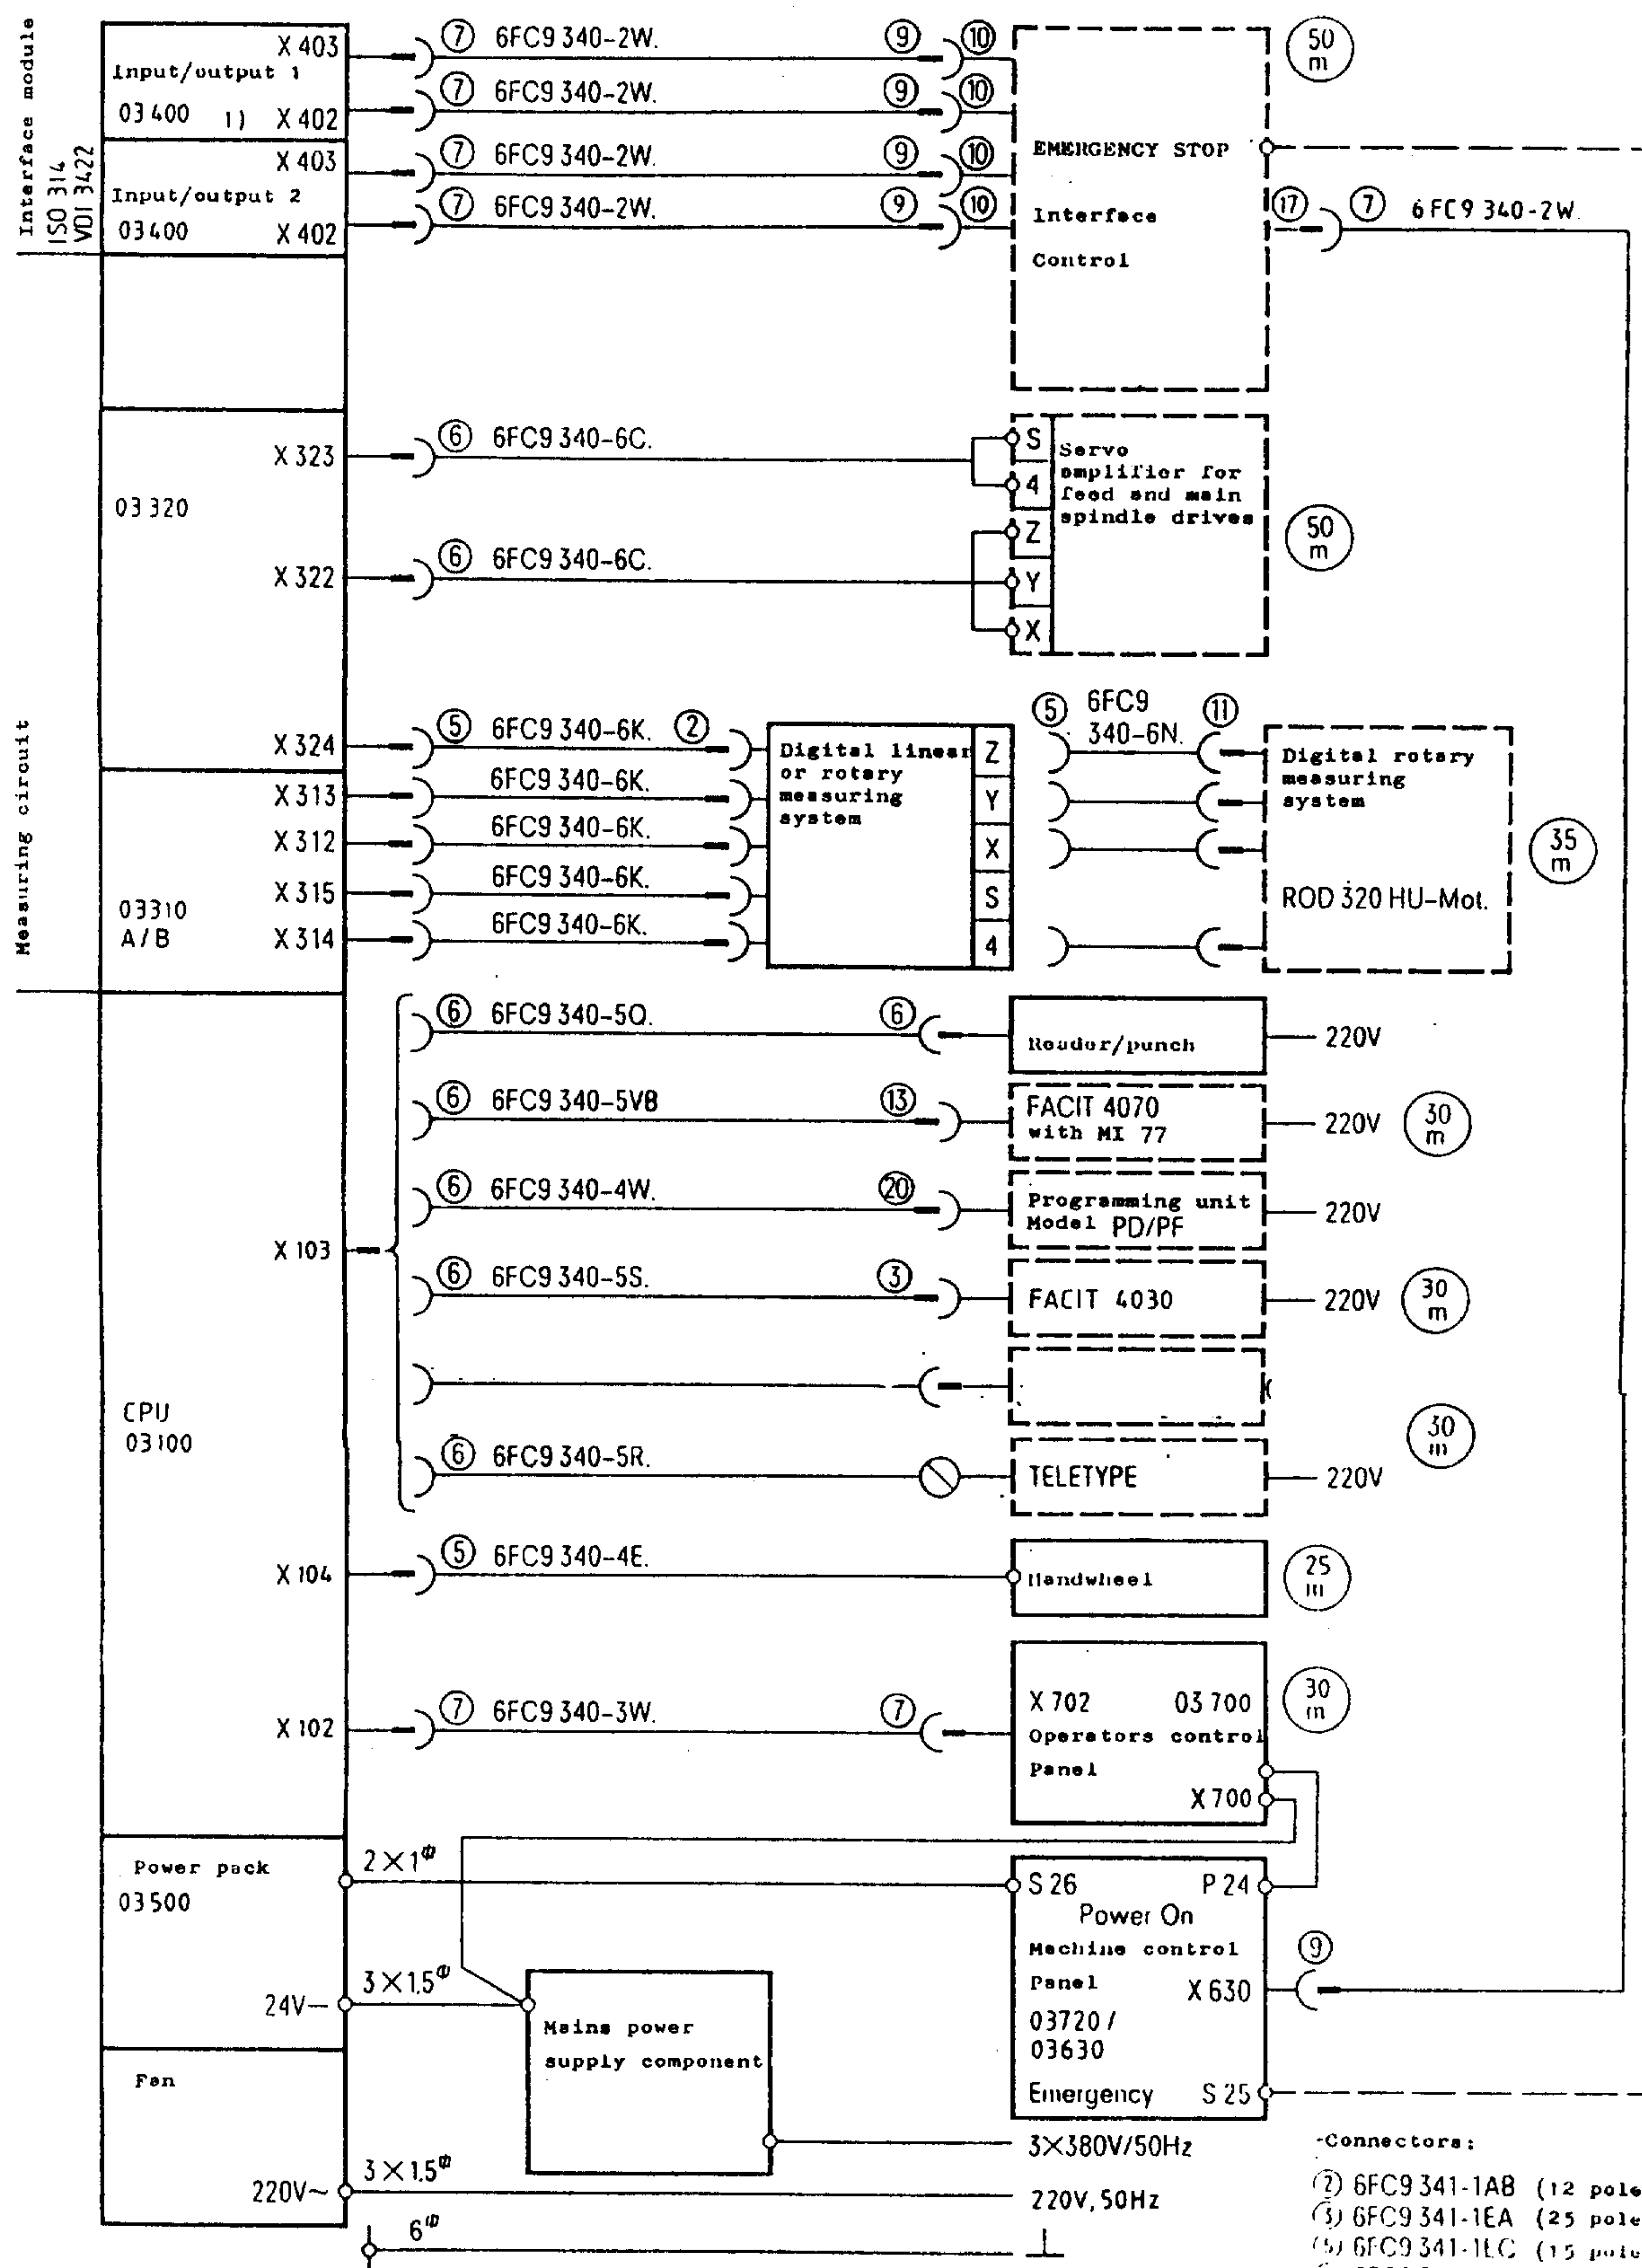 Interface module
ISO 314
VDI 3422
Input/output 1
03400 1)
X 403
X 402
Input/output 2
03400
X 403
X 402
⑦ 6FC9 340-2W. ⑨ ⑩
⑦ 6FC9 340-2W. ⑨ ⑩
⑦ 6FC9 340-2W. ⑨ ⑩
⑦ 6FC9 340-2W. ⑨ ⑩
EMERGENCY STOP
Interface
Control
50 m
⑰ ⑦ 6FC9 340-2W.
03320
X 323 ⑥ 6FC9 340-6C.
X 322 ⑥ 6FC9 340-6C.
S
4
Z
Y
X
Servo
amplifier for
feed and main
spindle drives
50 m
Measuring circuit
X 324 ⑤ 6FC9 340-6K. ②
X 313 6FC9 340-6K.
X 312 6FC9 340-6K.
X 315 6FC9 340-6K.
X 314 6FC9 340-6K.
03310
A/B
Digital linear
or rotary
measuring
system
Z
Y
X
S
4
⑤ 6FC9
340-6N. ⑪
Digital rotary
measuring
system
ROD 320 HU-Mot.
35 m
CPU
03100
X 103
⑥ 6FC9 340-5Q. ⑥ Reader/punch 220V
⑥ 6FC9 340-5VB ⑬ FACIT 4070
with MI 77 220V 30 m
⑥ 6FC9 340-4W. ⑳ Programming unit
Model PD/PF 220V
⑥ 6FC9 340-5S. ③ FACIT 4030 220V 30 m
30 m
⑥ 6FC9 340-5R. TELETYPE 220V
X 104 ⑤ 6FC9 340-4E. Handwheel 25 m
X 102 ⑦ 6FC9 340-3W. ⑦
X 702 03 700
Operators control
Panel
X 700
30 m
Power pack
03500
2×1⌀
24V—
3×1.5⌀
Mains power
supply component
S 26 P 24
Power On
Machine control
Panel X 630 ⑨
03720 /
03630
Emergency S 25
Fan
3×380V/50Hz
220V~ 3×1.5⌀ 220V, 50Hz
6⌀
-Connectors:
② 6FC9 341-1AB (12 pole
③ 6FC9 341-1EA (25 pole
⑤ 6FC9 341-1EC (15 pole